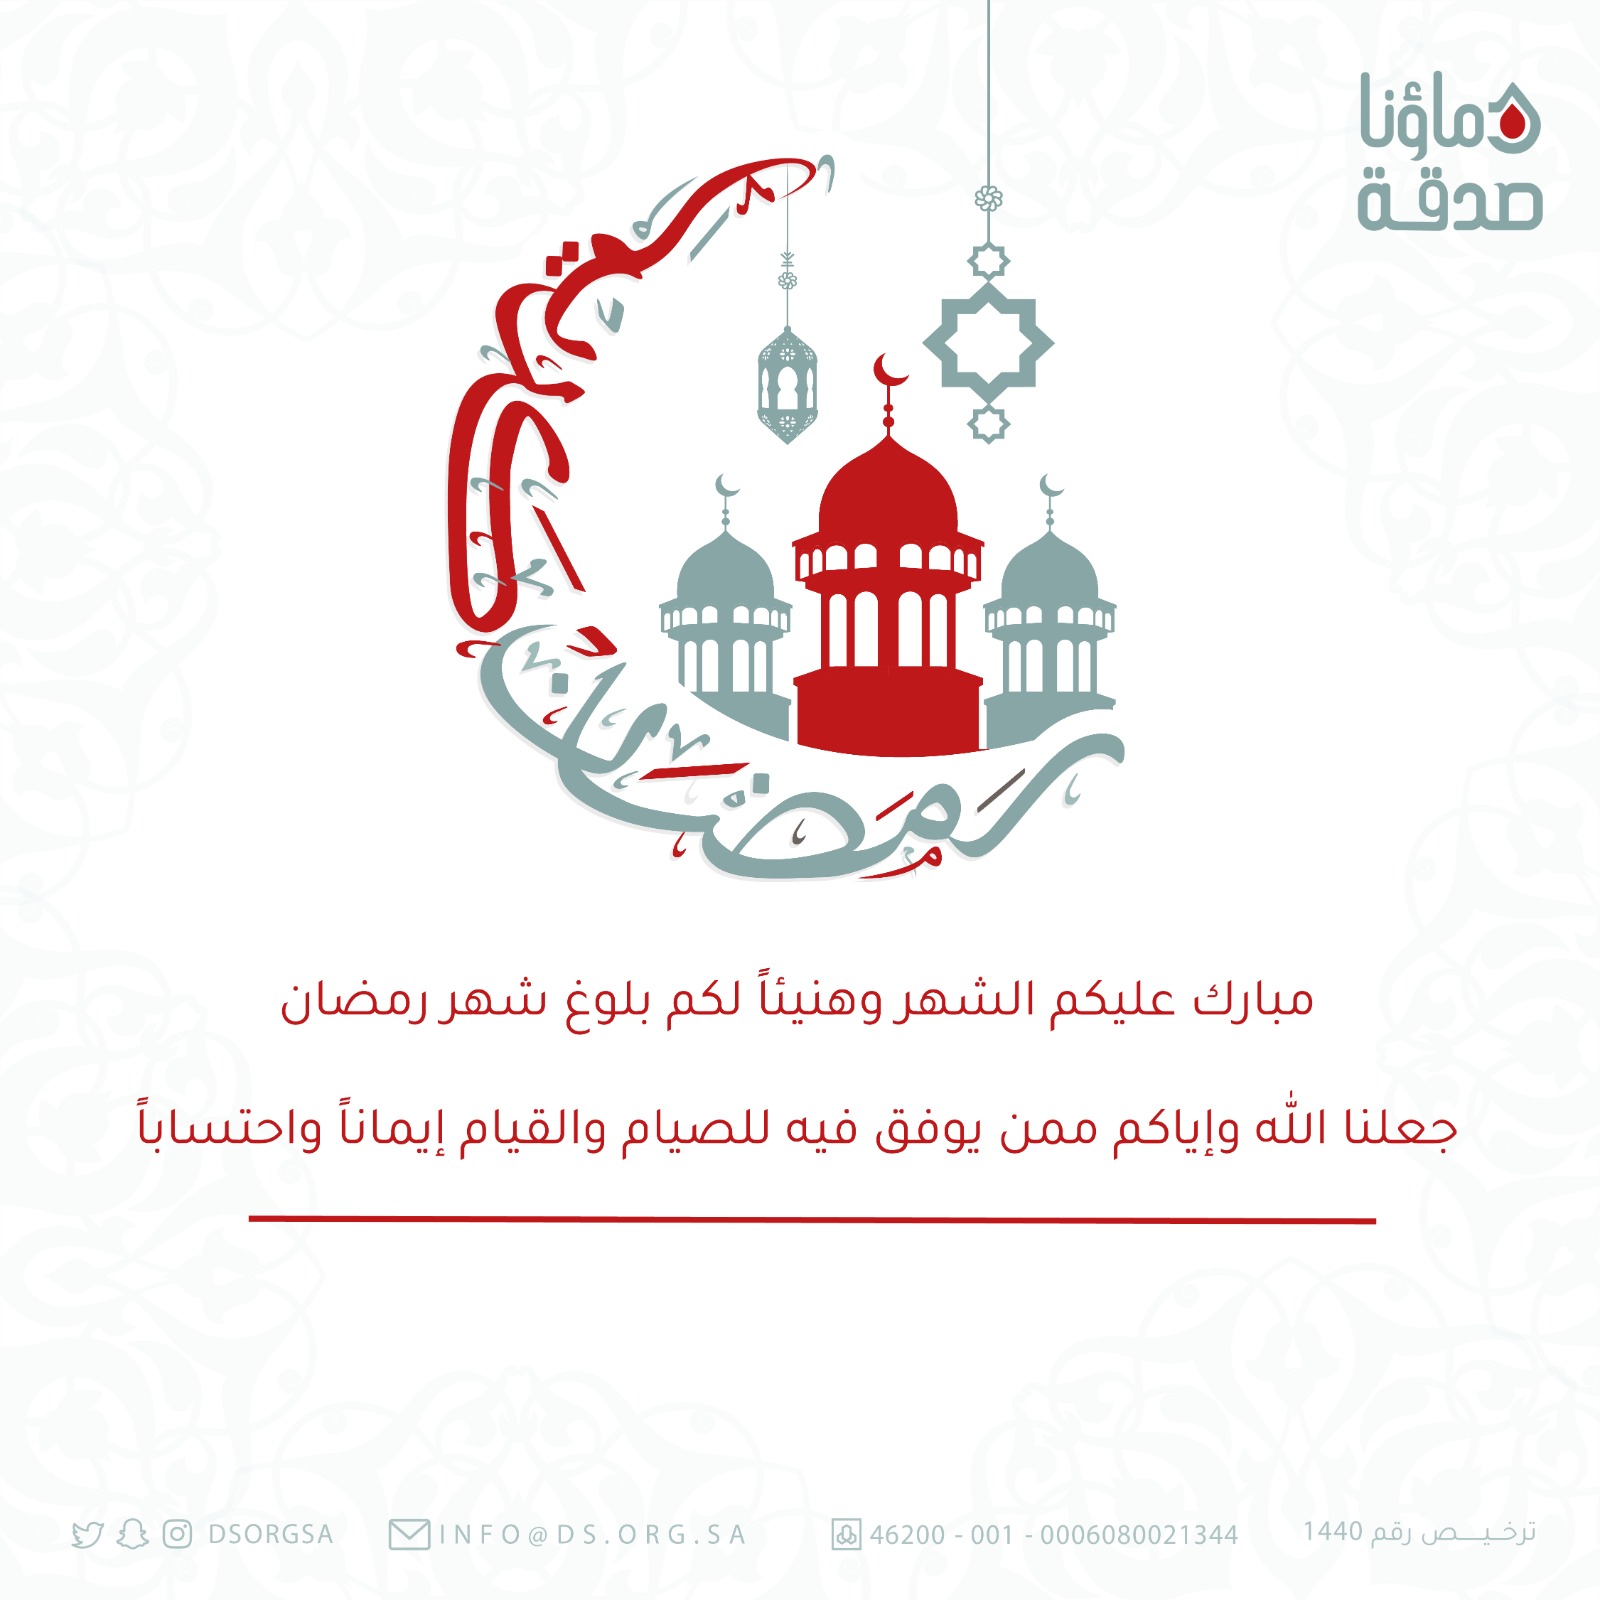 دماؤنا
صدقة
رمضان كريم
مبارك عليكم الشهر وهنيئاً لكم بلوغ شهر رمضان
جعلنا الله وإياكم ممن يوفق فيه للصيام والقيام إيماناً واحتساباً
DSORGSA
INFO@DS.ORG.SA
46200 - 001 - 0006080021344
ترخيص رقم 1440